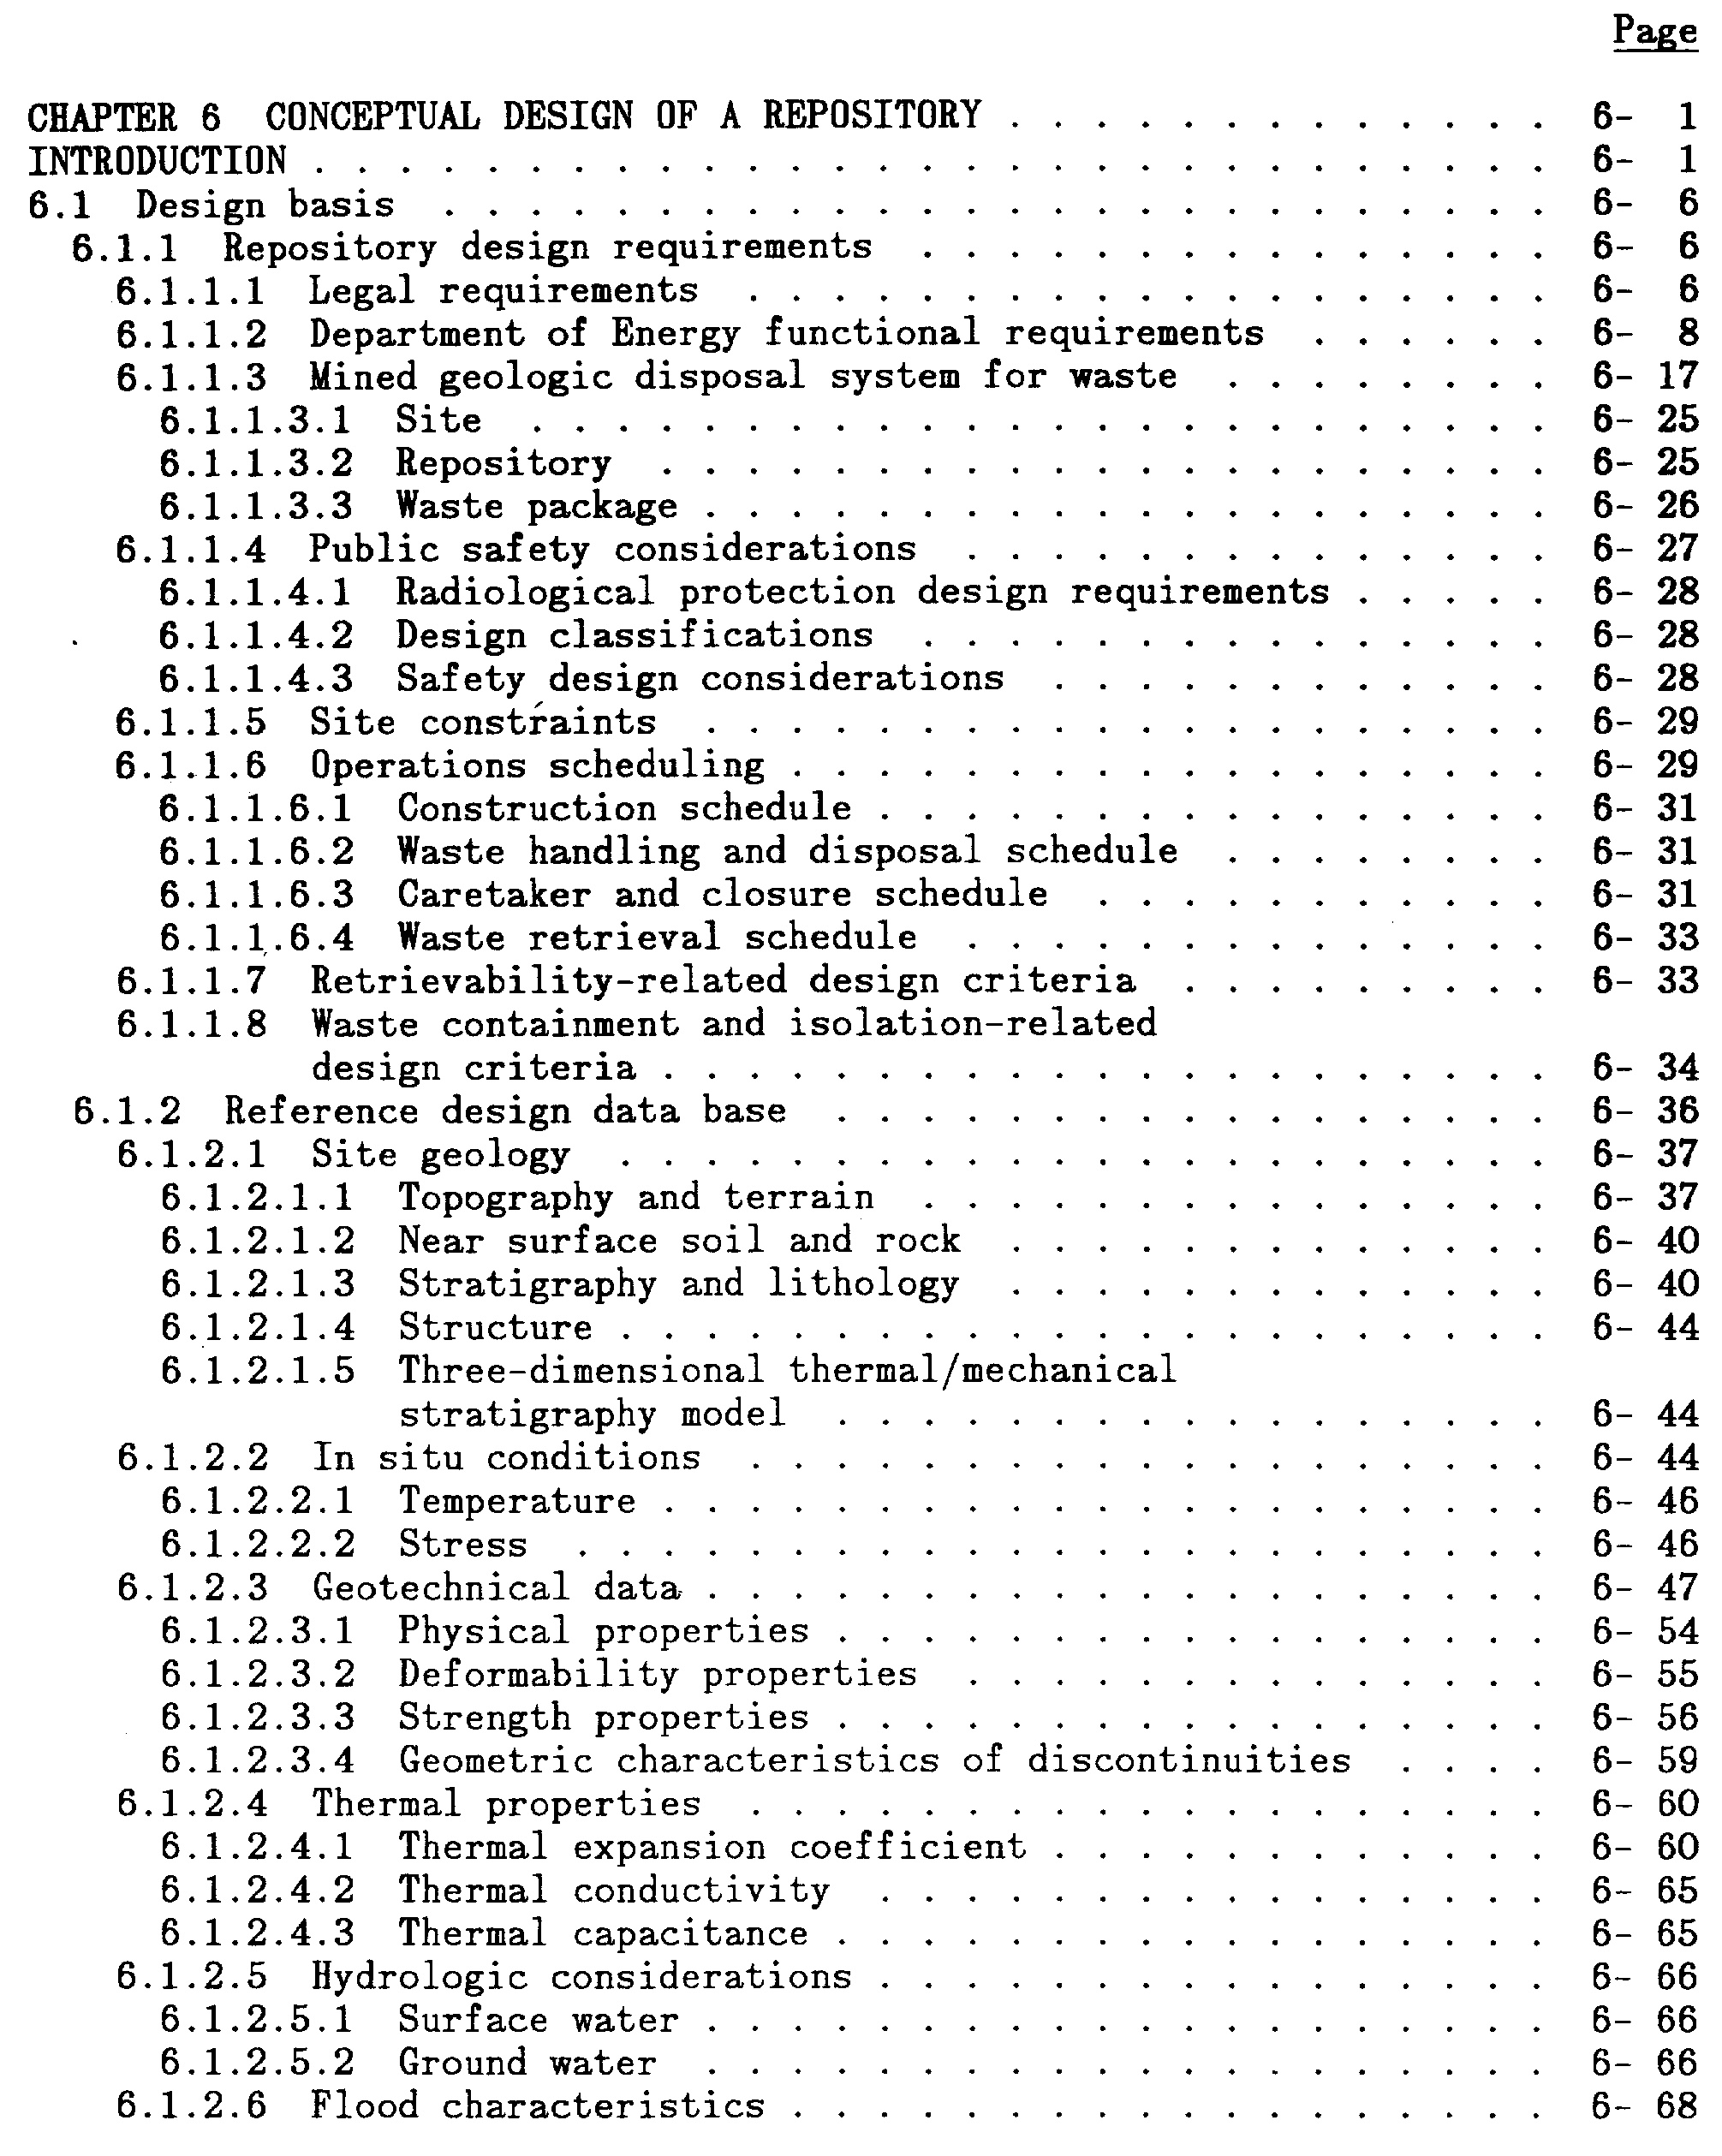 Page
CHAPTER 6 CONCEPTUAL DESIGN OF A REPOSITORY . . . . . . . . . . . . . 6- 1
INTRODUCTION . . . . . . . . . . . . . . . . . . . . . . . . . . . . . 6- 1
6.1 Design basis . . . . . . . . . . . . . . . . . . . . . . . . . . 6- 6
6.1.1 Repository design requirements . . . . . . . . . . . . . . . 6- 6
6.1.1.1 Legal requirements . . . . . . . . . . . . . . . . . . . 6- 6
6.1.1.2 Department of Energy functional requirements . . . . . . 6- 8
6.1.1.3 Mined geologic disposal system for waste . . . . . . . . 6- 17
6.1.1.3.1 Site . . . . . . . . . . . . . . . . . . . . . . . . 6- 25
6.1.1.3.2 Repository . . . . . . . . . . . . . . . . . . . . . 6- 25
6.1.1.3.3 Waste package . . . . . . . . . . . . . . . . . . . . 6- 26
6.1.1.4 Public safety considerations . . . . . . . . . . . . . . 6- 27
6.1.1.4.1 Radiological protection design requirements . . . . . 6- 28
6.1.1.4.2 Design classifications . . . . . . . . . . . . . . . 6- 28
6.1.1.4.3 Safety design considerations . . . . . . . . . . . . 6- 28
6.1.1.5 Site constraints . . . . . . . . . . . . . . . . . . . . 6- 29
6.1.1.6 Operations scheduling . . . . . . . . . . . . . . . . . . 6- 29
6.1.1.6.1 Construction schedule . . . . . . . . . . . . . . . . 6- 31
6.1.1.6.2 Waste handling and disposal schedule . . . . . . . . 6- 31
6.1.1.6.3 Caretaker and closure schedule . . . . . . . . . . . 6- 31
6.1.1.6.4 Waste retrieval schedule . . . . . . . . . . . . . . 6- 33
6.1.1.7 Retrievability-related design criteria . . . . . . . . . 6- 33
6.1.1.8 Waste containment and isolation-related
design criteria . . . . . . . . . . . . . . . . . . . . . 6- 34
6.1.2 Reference design data base . . . . . . . . . . . . . . . . . 6- 36
6.1.2.1 Site geology . . . . . . . . . . . . . . . . . . . . . . 6- 37
6.1.2.1.1 Topography and terrain . . . . . . . . . . . . . . . 6- 37
6.1.2.1.2 Near surface soil and rock . . . . . . . . . . . . . 6- 40
6.1.2.1.3 Stratigraphy and lithology . . . . . . . . . . . . . 6- 40
6.1.2.1.4 Structure . . . . . . . . . . . . . . . . . . . . . . 6- 44
6.1.2.1.5 Three-dimensional thermal/mechanical
stratigraphy model . . . . . . . . . . . . . . . . . 6- 44
6.1.2.2 In situ conditions . . . . . . . . . . . . . . . . . . . 6- 44
6.1.2.2.1 Temperature . . . . . . . . . . . . . . . . . . . . . 6- 46
6.1.2.2.2 Stress . . . . . . . . . . . . . . . . . . . . . . . 6- 46
6.1.2.3 Geotechnical data . . . . . . . . . . . . . . . . . . . . 6- 47
6.1.2.3.1 Physical properties . . . . . . . . . . . . . . . . . 6- 54
6.1.2.3.2 Deformability properties . . . . . . . . . . . . . . 6- 55
6.1.2.3.3 Strength properties . . . . . . . . . . . . . . . . . 6- 56
6.1.2.3.4 Geometric characteristics of discontinuities . . . . 6- 59
6.1.2.4 Thermal properties . . . . . . . . . . . . . . . . . . . 6- 60
6.1.2.4.1 Thermal expansion coefficient . . . . . . . . . . . . 6- 60
6.1.2.4.2 Thermal conductivity . . . . . . . . . . . . . . . . 6- 65
6.1.2.4.3 Thermal capacitance . . . . . . . . . . . . . . . . . 6- 65
6.1.2.5 Hydrologic considerations . . . . . . . . . . . . . . . . 6- 66
6.1.2.5.1 Surface water . . . . . . . . . . . . . . . . . . . . 6- 66
6.1.2.5.2 Ground water . . . . . . . . . . . . . . . . . . . . 6- 66
6.1.2.6 Flood characteristics . . . . . . . . . . . . . . . . . . 6- 68